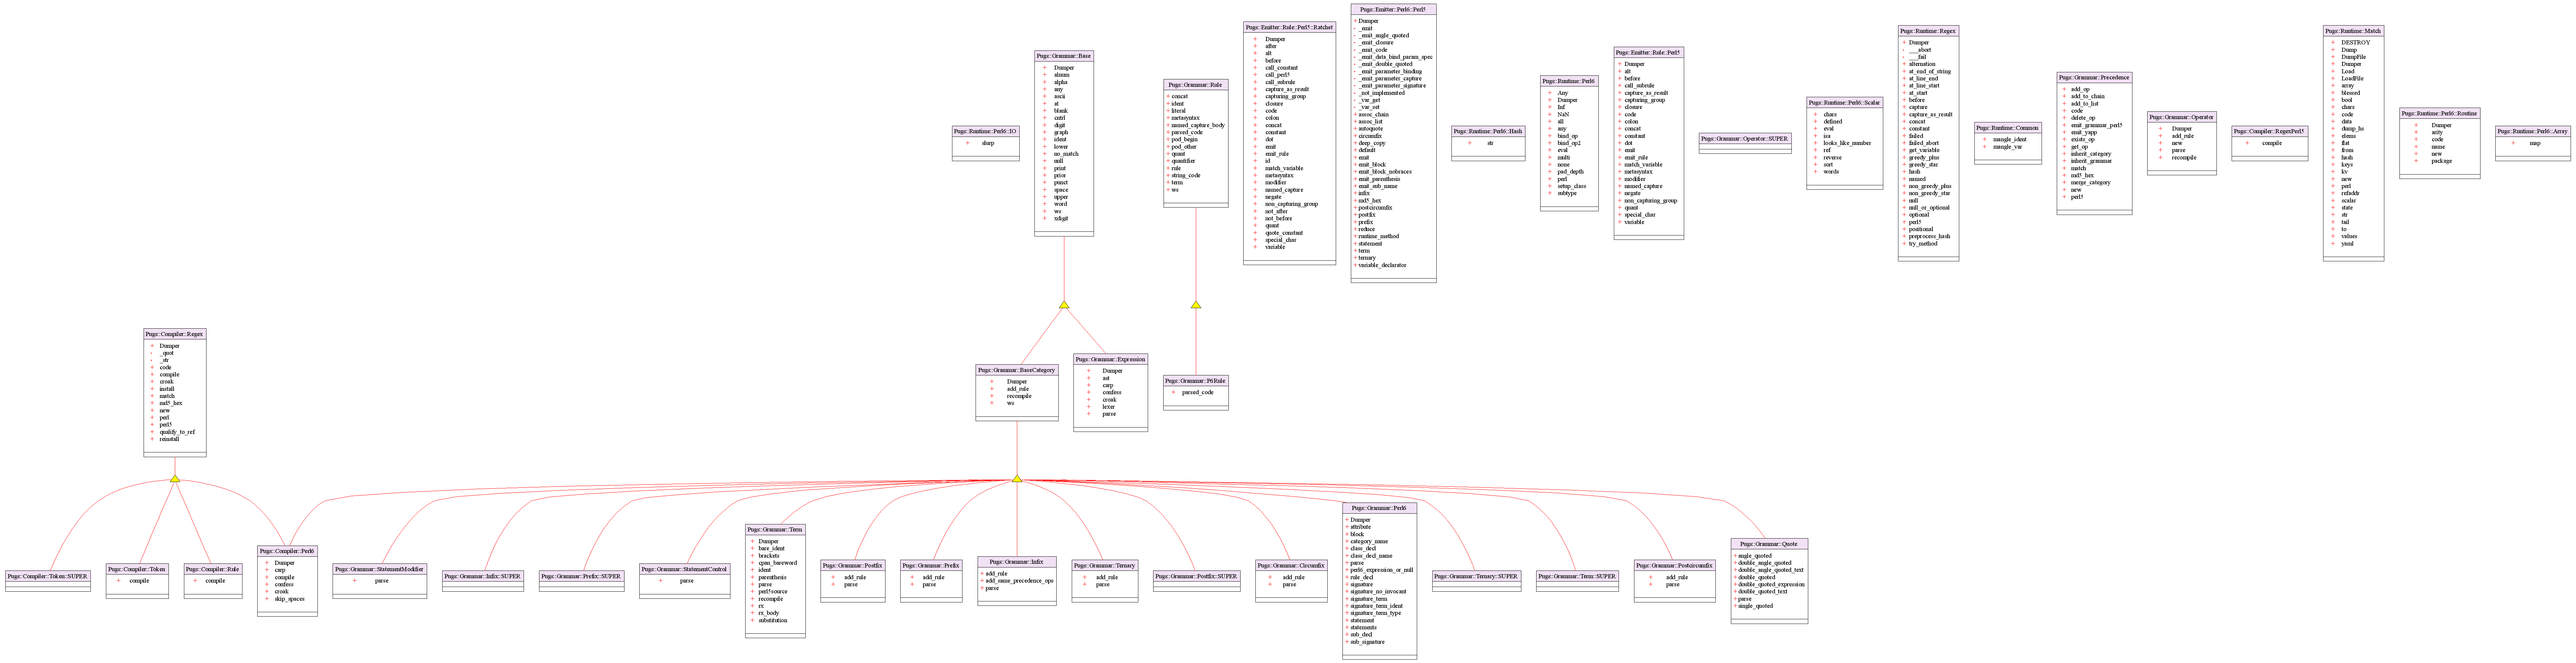 Pugs::Runtime::Perl6::IO
+ slurp
Pugs::Grammar::Base
+ Dumper
+ alnum
+ alpha
+ any
+ ascii
+ at
+ blank
+ cntrl
+ digit
+ graph
+ ident
+ lower
+ no_match
+ null
+ print
+ prior
+ punct
+ space
+ upper
+ word
+ ws
+ xdigit
Pugs::Grammar::Rule
+ concat
+ ident
+ literal
+ metasyntax
+ named_capture_body
+ parsed_code
+ pod_begin
+ pod_other
+ quant
+ quantifier
+ rule
+ string_code
+ term
+ ws
Pugs::Emitter::Rule::Perl5::Ratchet
+ Dumper
+ after
+ alt
+ before
+ call_constant
+ call_perl5
+ call_subrule
+ capture_as_result
+ capturing_group
+ closure
+ code
+ colon
+ concat
+ constant
+ dot
+ emit
+ emit_rule
+ id
+ match_variable
+ metasyntax
+ modifier
+ named_capture
+ negate
+ non_capturing_group
+ not_after
+ not_before
+ quant
+ quote_constant
+ special_char
+ variable
Pugs::Emitter::Perl6::Perl5
+ Dumper
- _emit
- _emit_angle_quoted
- _emit_closure
- _emit_code
- _emit_data_bind_param_spec
- _emit_double_quoted
- _emit_parameter_binding
- _emit_parameter_capture
- _emit_parameter_signature
- _not_implemented
- _var_get
- _var_set
+ assoc_chain
+ assoc_list
+ autoquote
+ circumfix
+ deep_copy
+ default
+ emit
+ emit_block
+ emit_block_nobraces
+ emit_parenthesis
+ emit_sub_name
+ infix
+ md5_hex
+ postcircumfix
+ postfix
+ prefix
+ reduce
+ runtime_method
+ statement
+ term
+ ternary
+ variable_declarator
Pugs::Runtime::Perl6::Hash
+ str
Pugs::Runtime::Perl6
+ Any
+ Dumper
+ Inf
+ NaN
+ all
+ any
+ bind_op
+ bind_op2
+ eval
+ multi
+ none
+ pad_depth
+ perl
+ setup_class
+ subtype
Pugs::Emitter::Rule::Perl5
+ Dumper
+ alt
+ before
+ call_subrule
+ capture_as_result
+ capturing_group
+ closure
+ code
+ colon
+ concat
+ constant
+ dot
+ emit
+ emit_rule
+ match_variable
+ metasyntax
+ modifier
+ named_capture
+ negate
+ non_capturing_group
+ quant
+ special_char
+ variable
Pugs::Grammar::Operator::SUPER
Pugs::Runtime::Perl6::Scalar
+ chars
+ defined
+ eval
+ isa
+ looks_like_number
+ ref
+ reverse
+ sort
+ words
Pugs::Runtime::Regex
+ Dumper
- ___abort
- ___fail
+ alternation
+ at_end_of_string
+ at_line_end
+ at_line_start
+ at_start
+ before
+ capture
+ capture_as_result
+ concat
+ constant
+ failed
+ failed_abort
+ get_variable
+ greedy_plus
+ greedy_star
+ hash
+ named
+ non_greedy_plus
+ non_greedy_star
+ null
+ null_or_optional
+ optional
+ perl5
+ positional
+ preprocess_hash
+ try_method
Pugs::Runtime::Common
+ mangle_ident
+ mangle_var
Pugs::Grammar::Precedence
+ add_op
+ add_to_chain
+ add_to_list
+ code
+ delete_op
+ emit_grammar_perl5
+ emit_yapp
+ exists_op
+ get_op
+ inherit_category
+ inherit_grammar
+ match
+ md5_hex
+ merge_category
+ new
+ perl5
Pugs::Grammar::Operator
+ Dumper
+ add_rule
+ new
+ parse
+ recompile
Pugs::Compiler::RegexPerl5
+ compile
Pugs::Runtime::Match
+ DESTROY
+ Dump
+ DumpFile
+ Dumper
+ Load
+ LoadFile
+ array
+ blessed
+ bool
+ chars
+ code
+ data
+ dump_hs
+ elems
+ flat
+ from
+ hash
+ keys
+ kv
+ new
+ perl
+ refaddr
+ scalar
+ state
+ str
+ tail
+ to
+ values
+ yaml
Pugs::Runtime::Perl6::Routine
+ Dumper
+ arity
+ code
+ name
+ new
+ package
Pugs::Runtime::Perl6::Array
+ map
Pugs::Compiler::Regex
+ Dumper
- _quot
- _str
+ code
+ compile
+ croak
+ install
+ match
+ md5_hex
+ new
+ perl
+ perl5
+ qualify_to_ref
+ reinstall
Pugs::Grammar::BaseCategory
+ Dumper
+ add_rule
+ recompile
+ ws
Pugs::Grammar::Expression
+ Dumper
+ ast
+ carp
+ confess
+ croak
+ lexer
+ parse
Pugs::Grammar::P6Rule
+ parsed_code
Pugs::Compiler::Token::SUPER
Pugs::Compiler::Token
+ compile
Pugs::Compiler::Rule
+ compile
Pugs::Compiler::Perl6
+ Dumper
+ carp
+ compile
+ confess
+ croak
+ skip_spaces
Pugs::Grammar::StatementModifier
+ parse
Pugs::Grammar::Infix::SUPER
Pugs::Grammar::Prefix::SUPER
Pugs::Grammar::StatementControl
+ parse
Pugs::Grammar::Term
+ Dumper
+ bare_ident
+ brackets
+ cpan_bareword
+ ident
+ parenthesis
+ parse
+ perl5source
+ recompile
+ rx
+ rx_body
+ substitution
Pugs::Grammar::Postfix
+ add_rule
+ parse
Pugs::Grammar::Prefix
+ add_rule
+ parse
Pugs::Grammar::Infix
+ add_rule
+ add_same_precedence_ops
+ parse
Pugs::Grammar::Ternary
+ add_rule
+ parse
Pugs::Grammar::Postfix::SUPER
Pugs::Grammar::Circumfix
+ add_rule
+ parse
Pugs::Grammar::Perl6
+ Dumper
+ attribute
+ block
+ category_name
+ class_decl
+ class_decl_name
+ parse
+ perl6_expression_or_null
+ rule_decl
+ signature
+ signature_no_invocant
+ signature_term
+ signature_term_ident
+ signature_term_type
+ statement
+ statements
+ sub_decl
+ sub_signature
Pugs::Grammar::Ternary::SUPER
Pugs::Grammar::Term::SUPER
Pugs::Grammar::Postcircumfix
+ add_rule
+ parse
Pugs::Grammar::Quote
+ angle_quoted
+ double_angle_quoted
+ double_angle_quoted_text
+ double_quoted
+ double_quoted_expression
+ double_quoted_text
+ parse
+ single_quoted